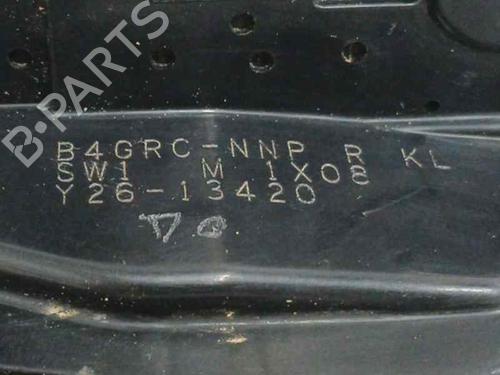 B-PARTS
B4GRC-NNP R KL
SW1 M 1X08
Y26-13420